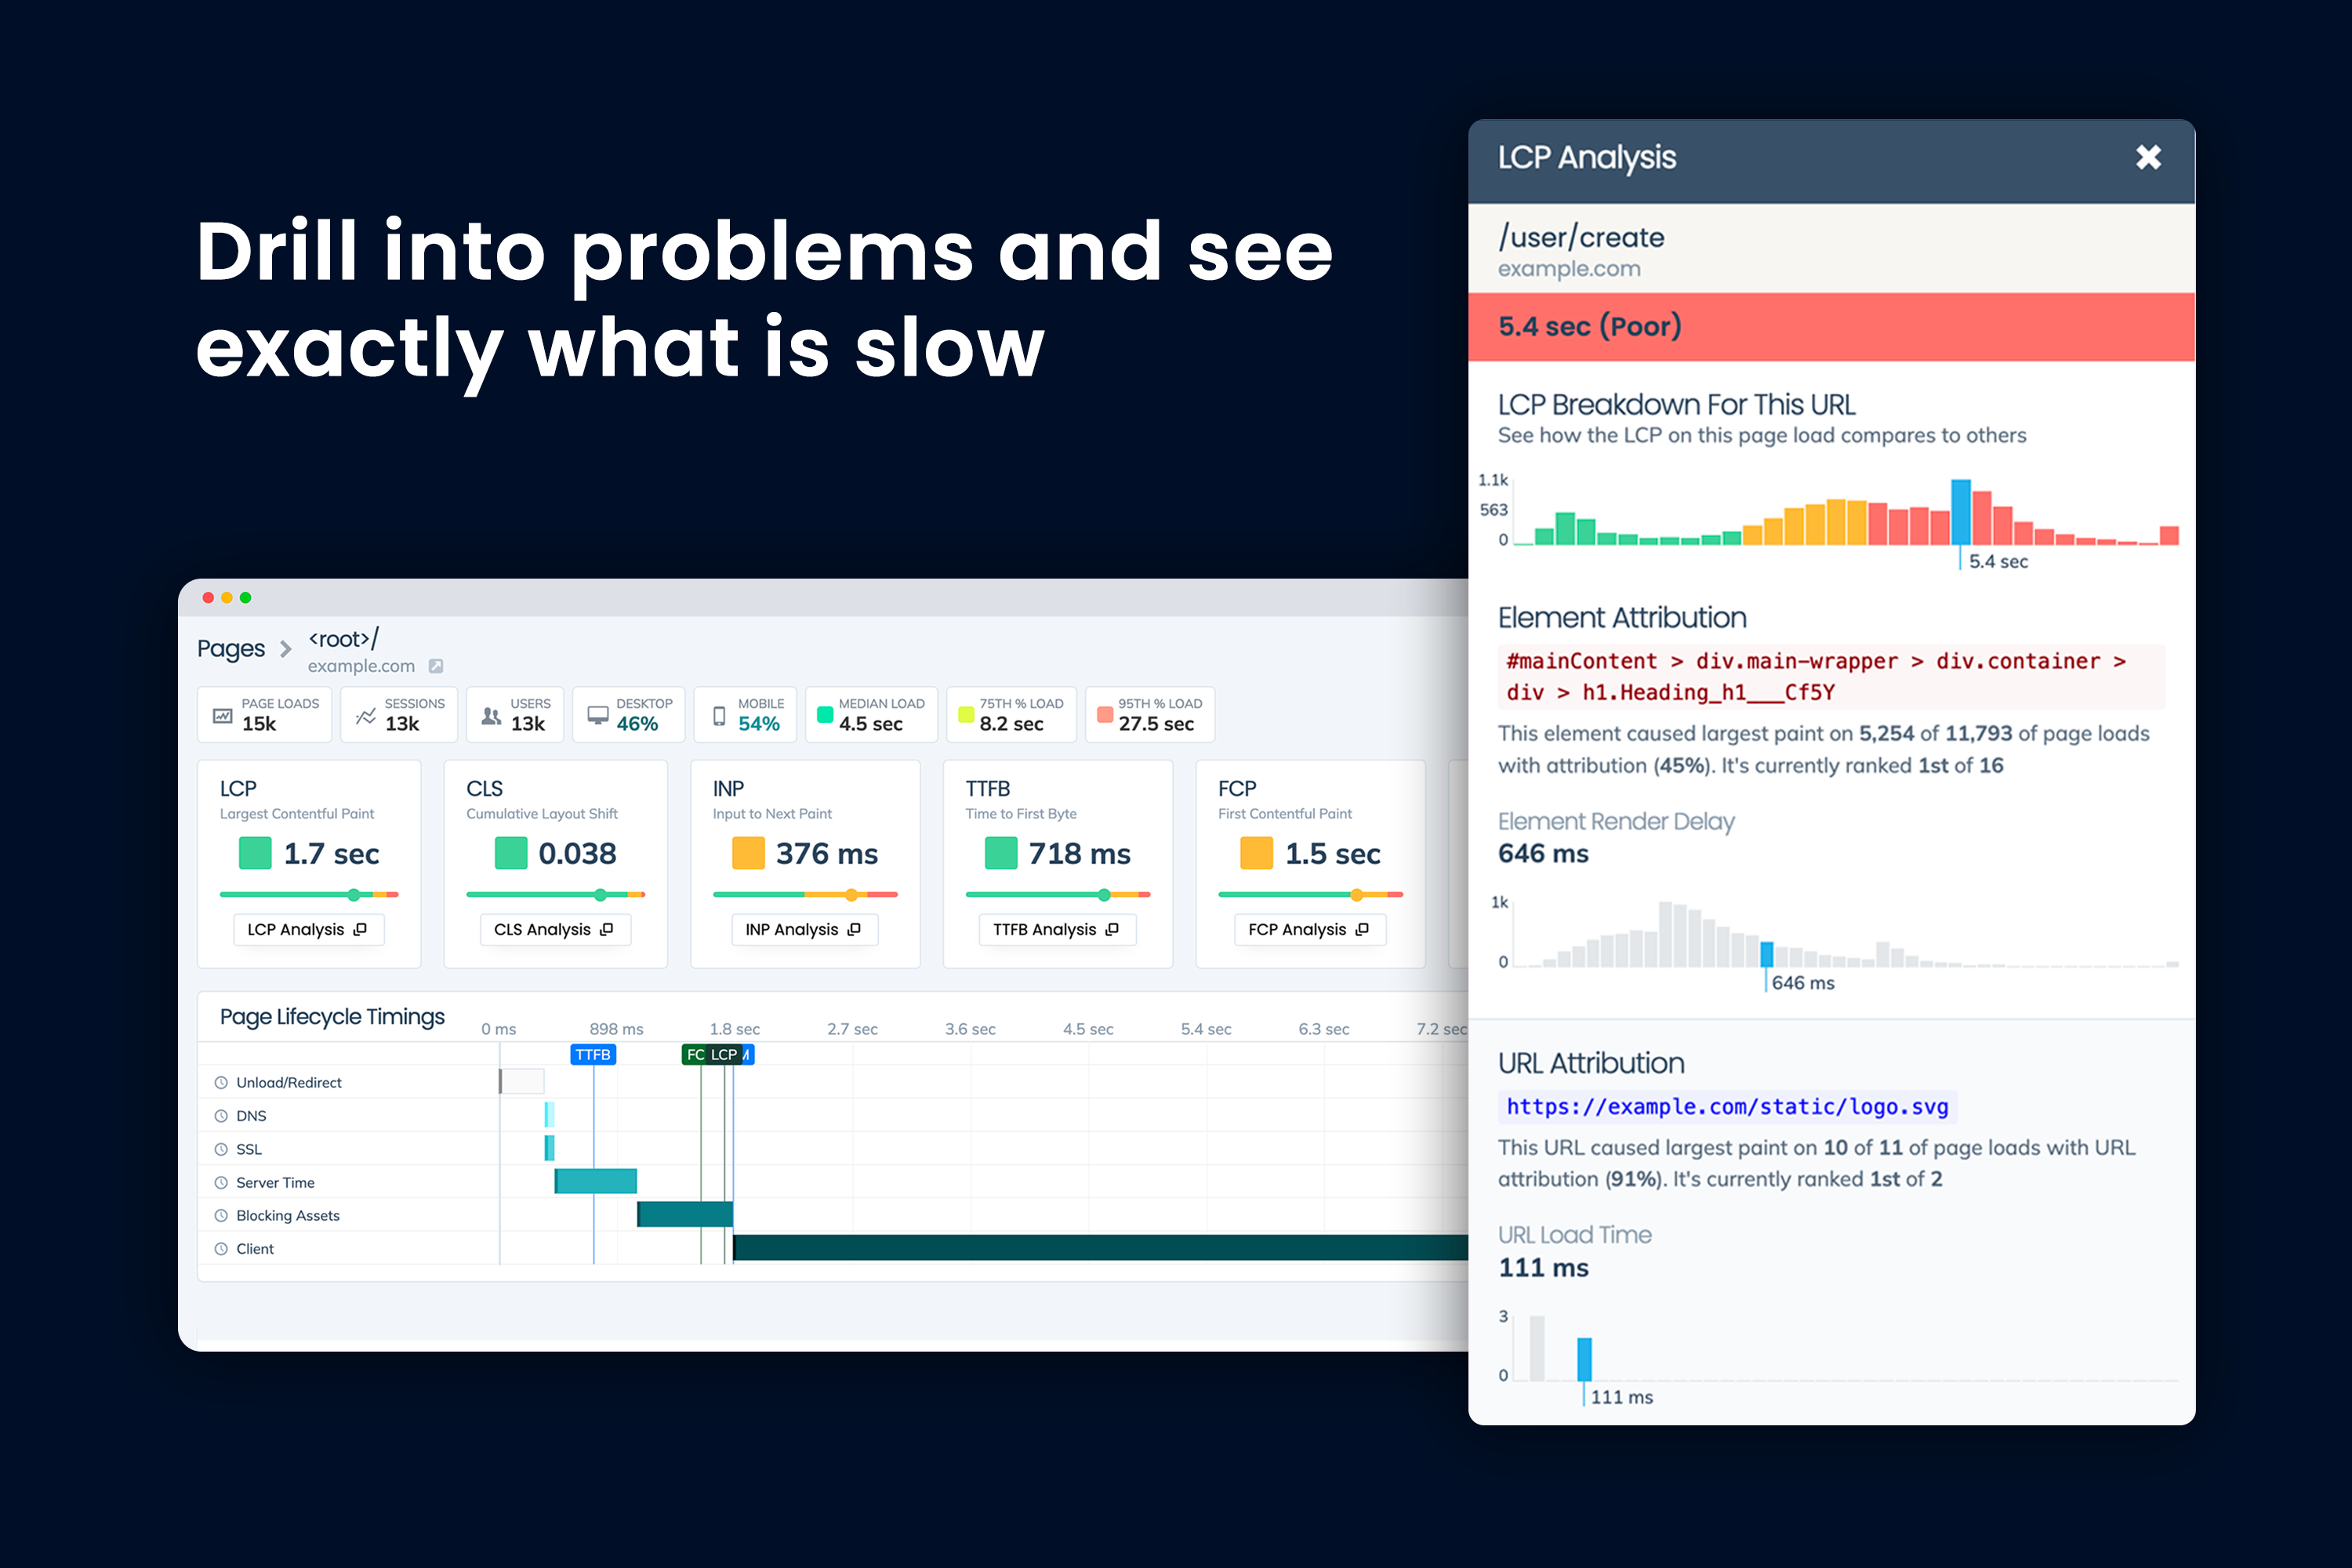 Drill into problems and see
exactly what is slow
Pages
<root>/
example.com
PAGE LOADS
15k
SESSIONS
13k
USERS
13k
DESKTOP
46%
MOBILE
54%
MEDIAN LOAD
4.5 sec
75TH % LOAD
8.2 sec
95TH % LOAD
27.5 sec
LCP
Largest Contentful Paint
1.7 sec
LCP Analysis
CLS
Cumulative Layout Shift
0.038
CLS Analysis
INP
Input to Next Paint
376 ms
INP Analysis
TTFB
Time to First Byte
718 ms
TTFB Analysis
FCP
First Contentful Paint
1.5 sec
FCP Analysis
Page Lifecycle Timings
0 ms 898 ms 1.8 sec 2.7 sec 3.6 sec 4.5 sec 5.4 sec 6.3 sec 7.2 sec
TTFB FC LCP M
Unload/Redirect
DNS
SSL
Server Time
Blocking Assets
Client
LCP Analysis
/user/create
example.com
5.4 sec (Poor)
LCP Breakdown For This URL
See how the LCP on this page load compares to others
1.1k
563
0
5.4 sec
Element Attribution
#mainContent > div.main-wrapper > div.container >
div > h1.Heading_h1___Cf5Y
This element caused largest paint on 5,254 of 11,793 of page loads
with attribution (45%). It's currently ranked 1st of 16
Element Render Delay
646 ms
1k
0
646 ms
URL Attribution
https://example.com/static/logo.svg
This URL caused largest paint on 10 of 11 of page loads with URL
attribution (91%). It's currently ranked 1st of 2
URL Load Time
111 ms
3
0
111 ms